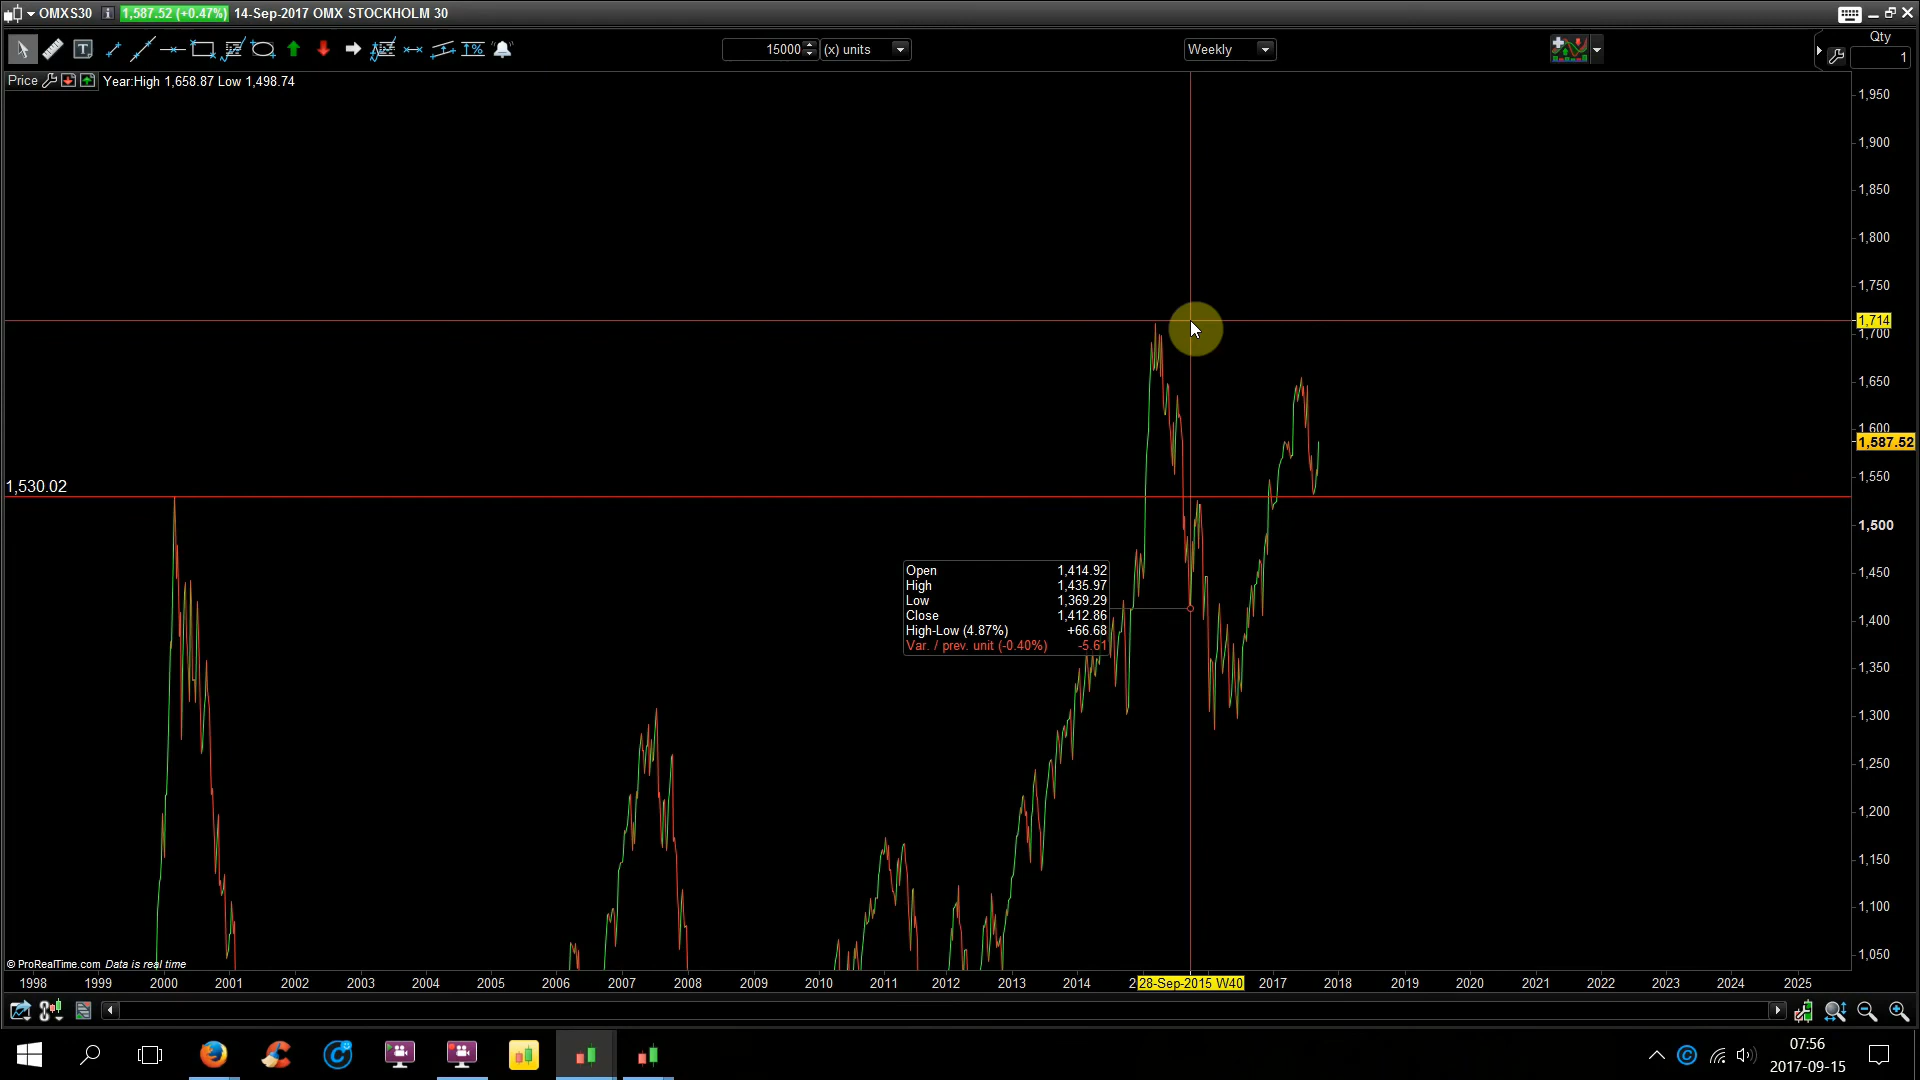 OMXS30 i 1,587.52 (+0.47%) 14-Sep-2017 OMX STOCKHOLM 30
T 1% 15000 (x) units Weekly Qty
1
Price Year:High 1,658.87 Low 1,498.74
1,950
1,900
1,850
1,800
1,750
1,714
1,700
1,650
1,600
1,587.52
1,550
1,530.02
1,500
1,450
1,400
1,350
1,300
1,250
1,200
1,150
1,100
1,050
Open 1,414.92
High 1,435.97
Low 1,369.29
Close 1,412.86
High-Low (4.87%) +66.68
Var. / prev. unit (-0.40%) -5.61
© ProRealTime.com Data is real time
1998 1999 2000 2001 2002 2003 2004 2005 2006 2007 2008 2009 2010 2011 2012 2013 2014 2 28-Sep-2015 W40 2017 2018 2019 2020 2021 2022 2023 2024 2025
07:56
2017-09-15